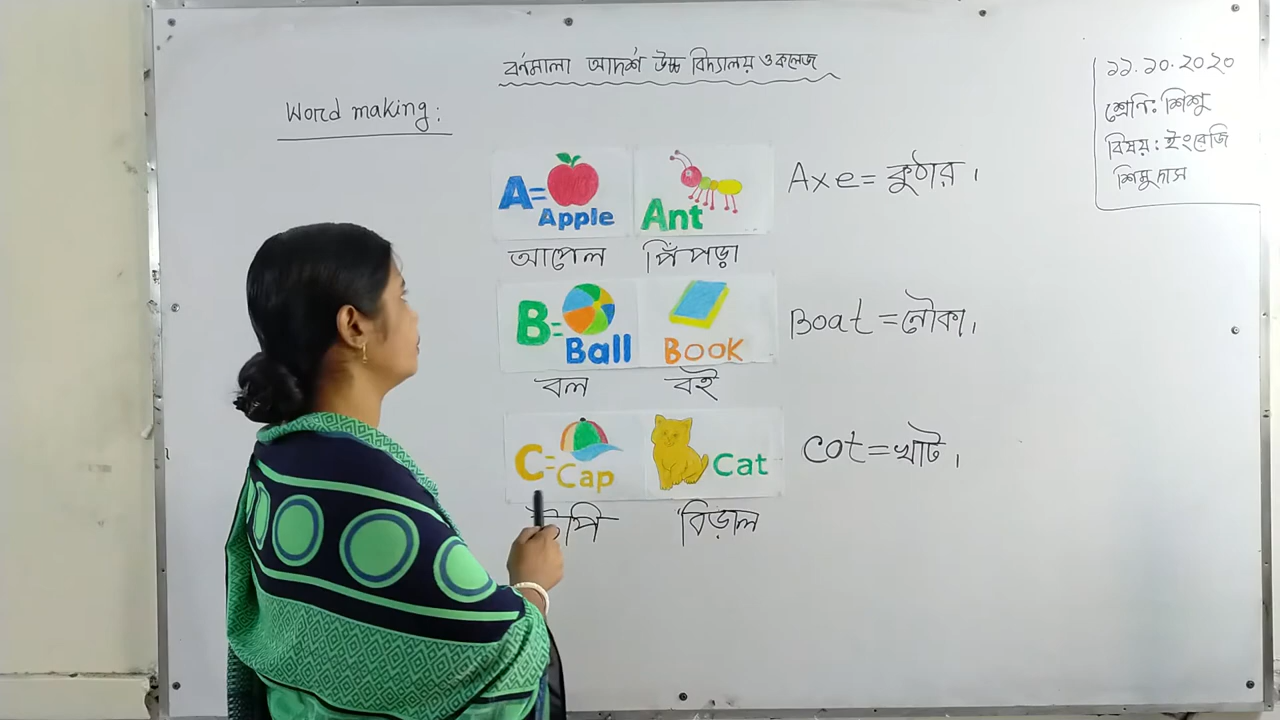 বর্ণমালা আদর্শ উচ্চ বিদ্যালয় ও কলেজ
১১.১০.২০২০
শ্রেণি: শিশু
বিষয়: ইংরেজি
শিমু দাস
Word making:
A= Apple Ant Axe = কুঠার।
আপেল পিঁপড়া
B= Ball BOOK Boat = নৌকা।
বল বই
C= Cap Cat Cot = খাট।
টুপি বিড়াল